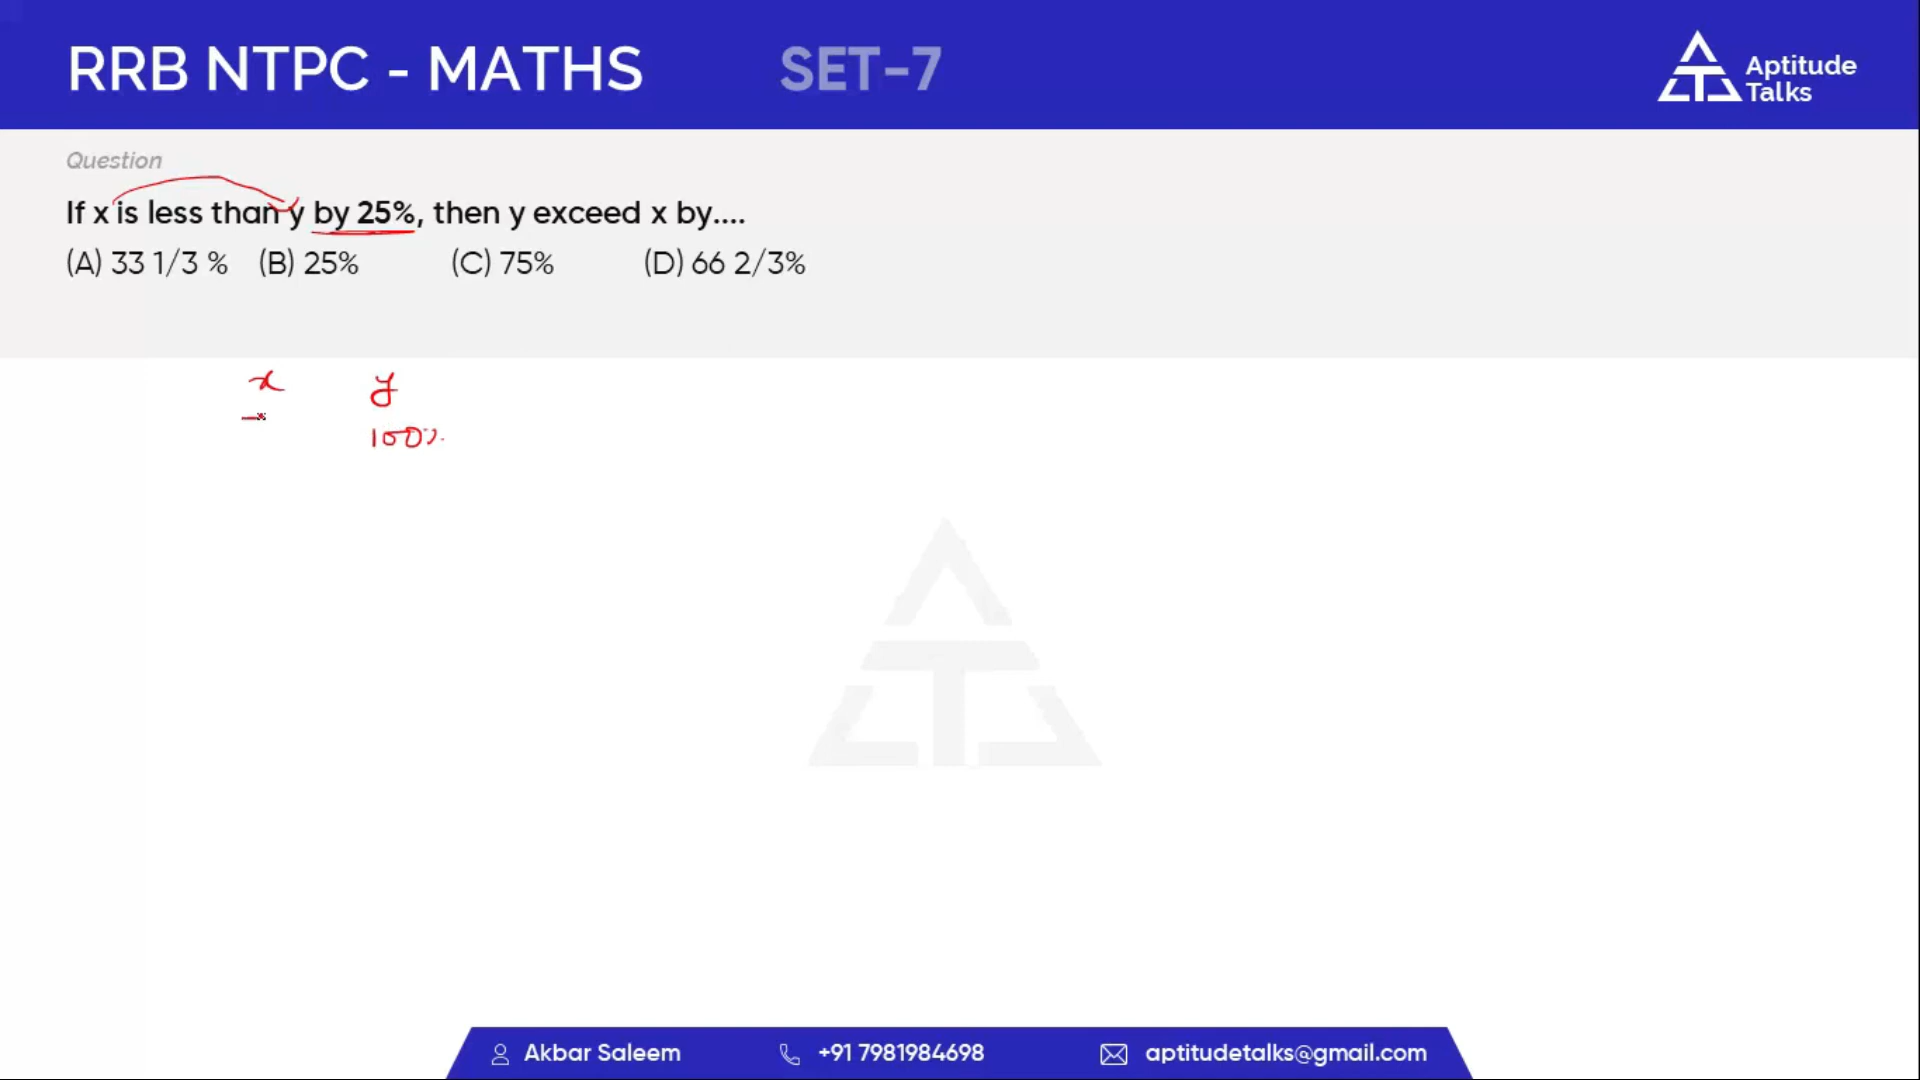 RRB NTPC - MATHS SET-7
Aptitude
Talks
Question
If x is less than y by 25%, then y exceed x by....
(A) 33 1/3 % (B) 25% (C) 75% (D) 66 2/3%
x y
100%
Akbar Saleem +91 7981984698 aptitudetalks@gmail.com